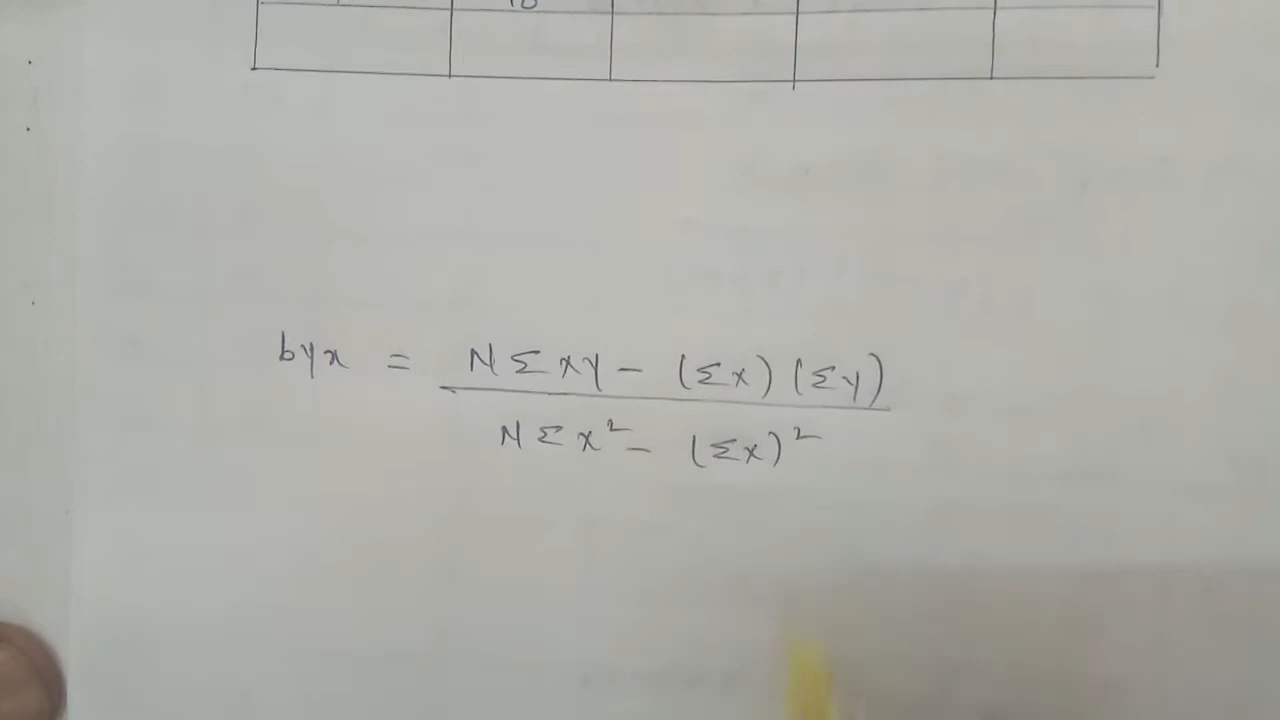 byx = NΣxy - (Σx)(Σy)
NΣx² - (Σx)²